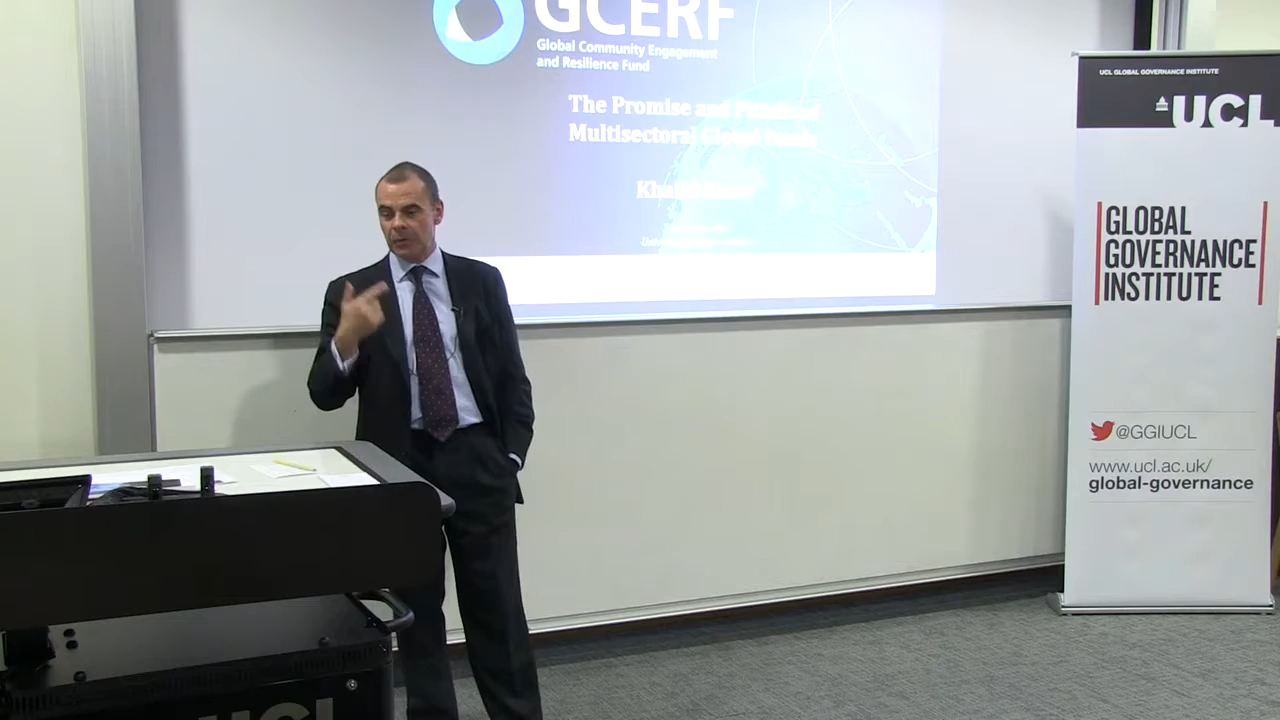 GCERF
Global Community Engagement
and Resilience Fund
The Promise and
Multisectoral Global
UCL GLOBAL GOVERNANCE INSTITUTE
UCL
GLOBAL
GOVERNANCE
INSTITUTE
@GGIUCL
www.ucl.ac.uk/
global-governance
UCL